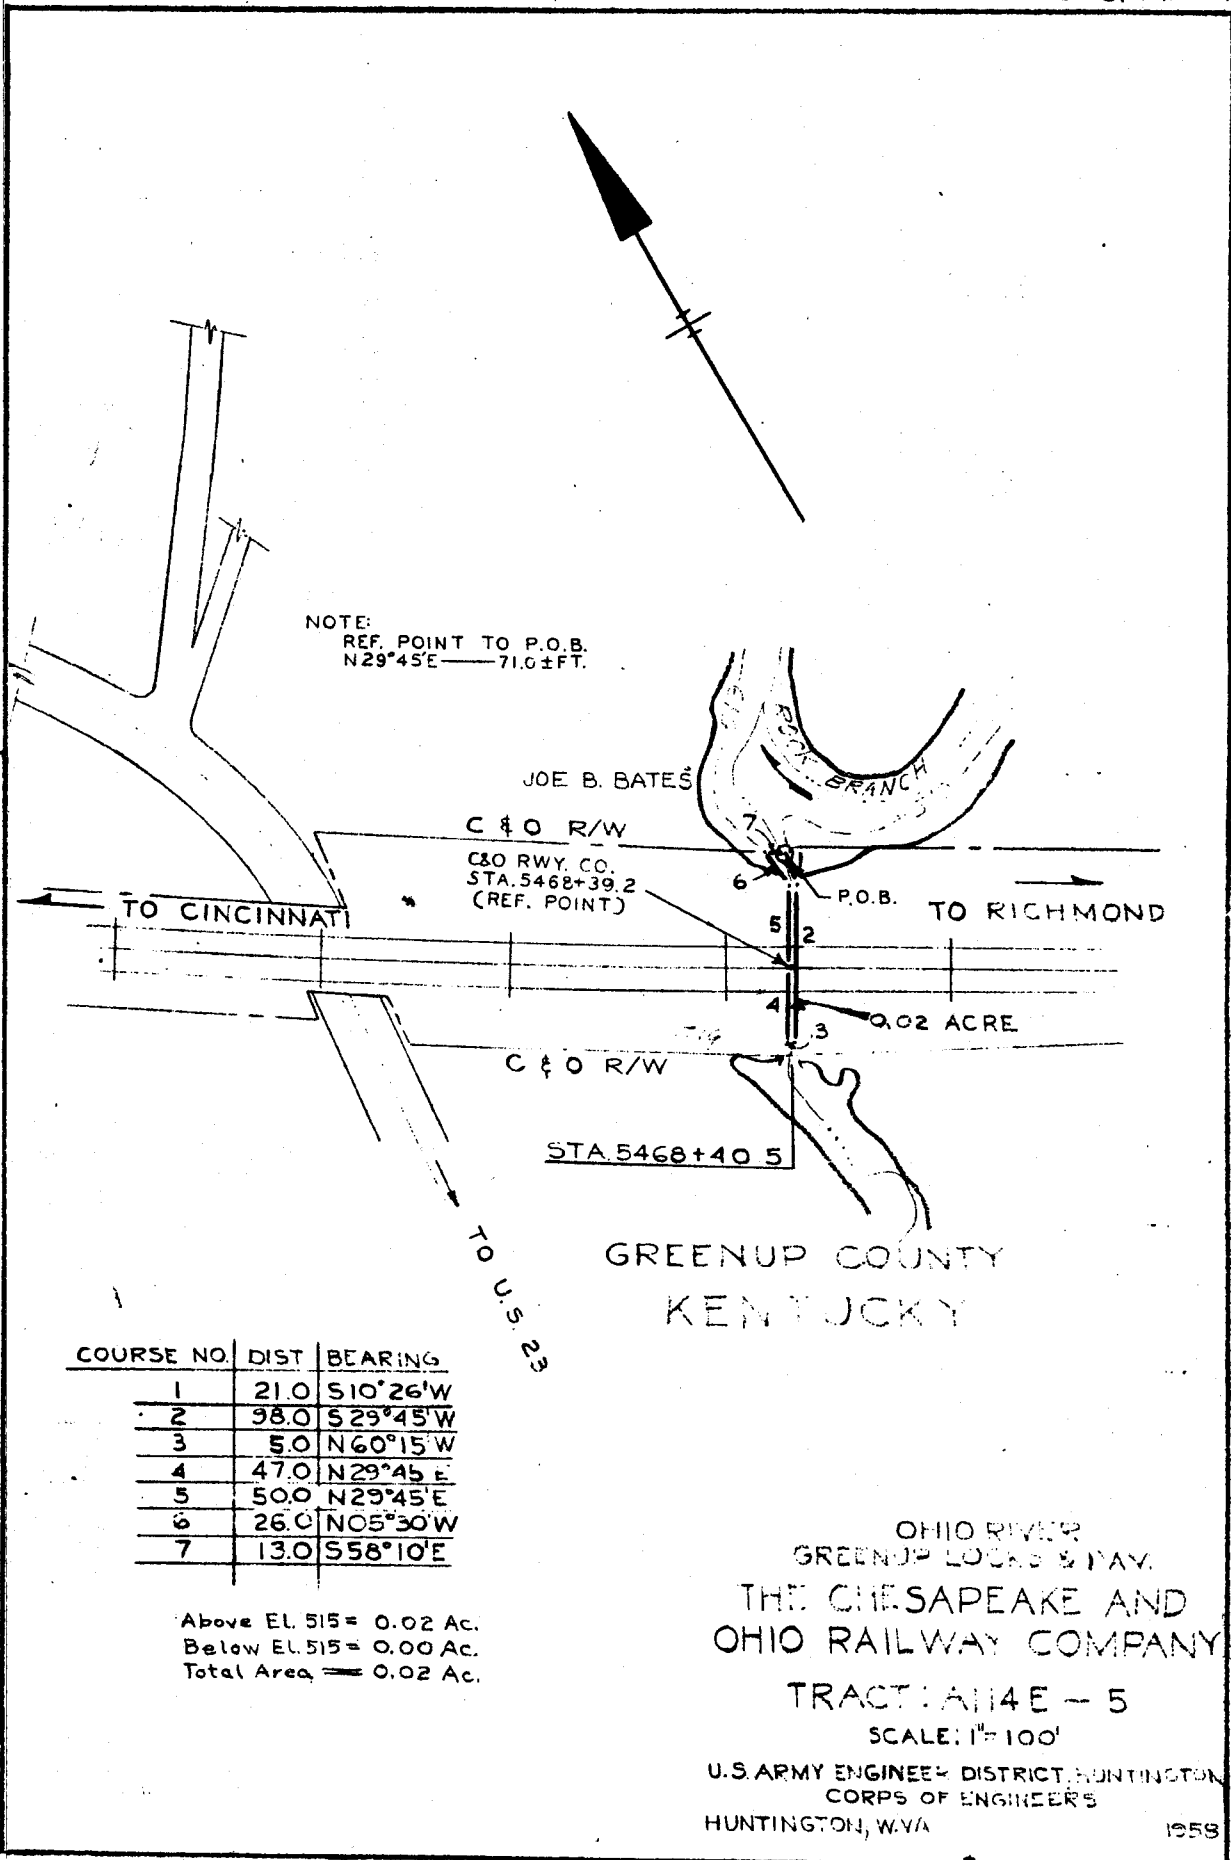 NOTE:
REF. POINT TO P.O.B.
N29°45'E——71.0±FT.
JOE B. BATES
ROCK BRANCH
C & O R/W
7
C&O RWY. CO.
STA. 5468+39.2
(REF. POINT)
6
P.O.B.
TO CINCINNATI
TO RICHMOND
5
2
4
0.02 ACRE
3
C & O R/W
STA. 5468+40.5
TO U.S. 23
GREENUP COUNTY
KENTUCKY
COURSE NO. DIST BEARING
1 21.0 S10°26'W
2 98.0 S29°45'W
3 5.0 N60°15'W
4 47.0 N29°45'E
5 50.0 N29°45'E
6 26.0 N05°30'W
7 13.0 S58°10'E
Above EL. 515 = 0.02 Ac.
Below EL. 515 = 0.00 Ac.
Total Area = 0.02 Ac.
OHIO RIVER
GREENUP LOCKS &
THE CHESAPEAKE AND
OHIO RAILWAY COMPANY
TRACT: A114E - 5
SCALE: 1"=100'
U.S. ARMY ENGINEER DISTRICT, HUNTINGTON
CORPS OF ENGINEERS
HUNTINGTON, W.VA
1958